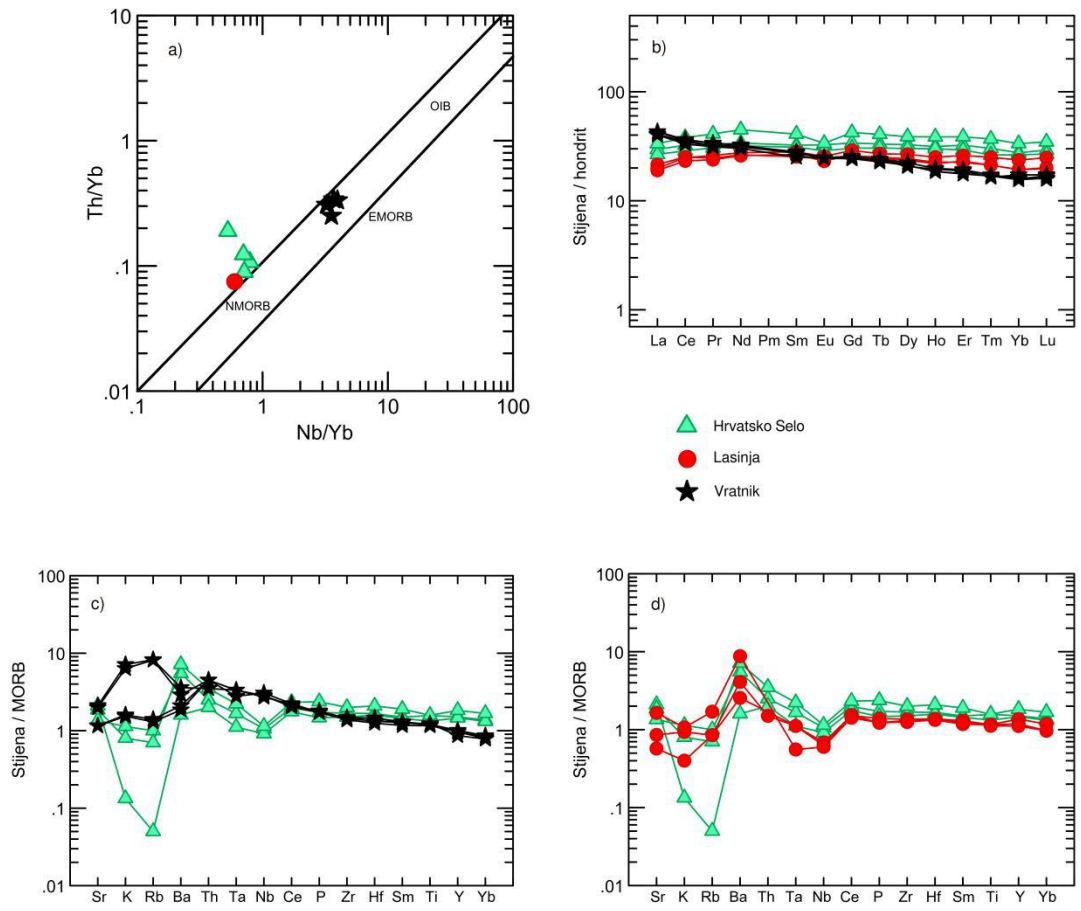 a)
10
1
.1
.01
Th/Yb
OIB
EMORB
NMORB
.1 1 10 100
Nb/Yb
b)
100
10
1
Stijena / hondrit
La Ce Pr Nd Pm Sm Eu Gd Tb Dy Ho Er Tm Yb Lu
Hrvatsko Selo
Lasinja
Vratnik
c)
100
10
1
.1
.01
Stijena / MORB
Sr K Rb Ba Th Ta Nb Ce P Zr Hf Sm Ti Y Yb
d)
100
10
1
.1
.01
Stijena / MORB
Sr K Rb Ba Th Ta Nb Ce P Zr Hf Sm Ti Y Yb